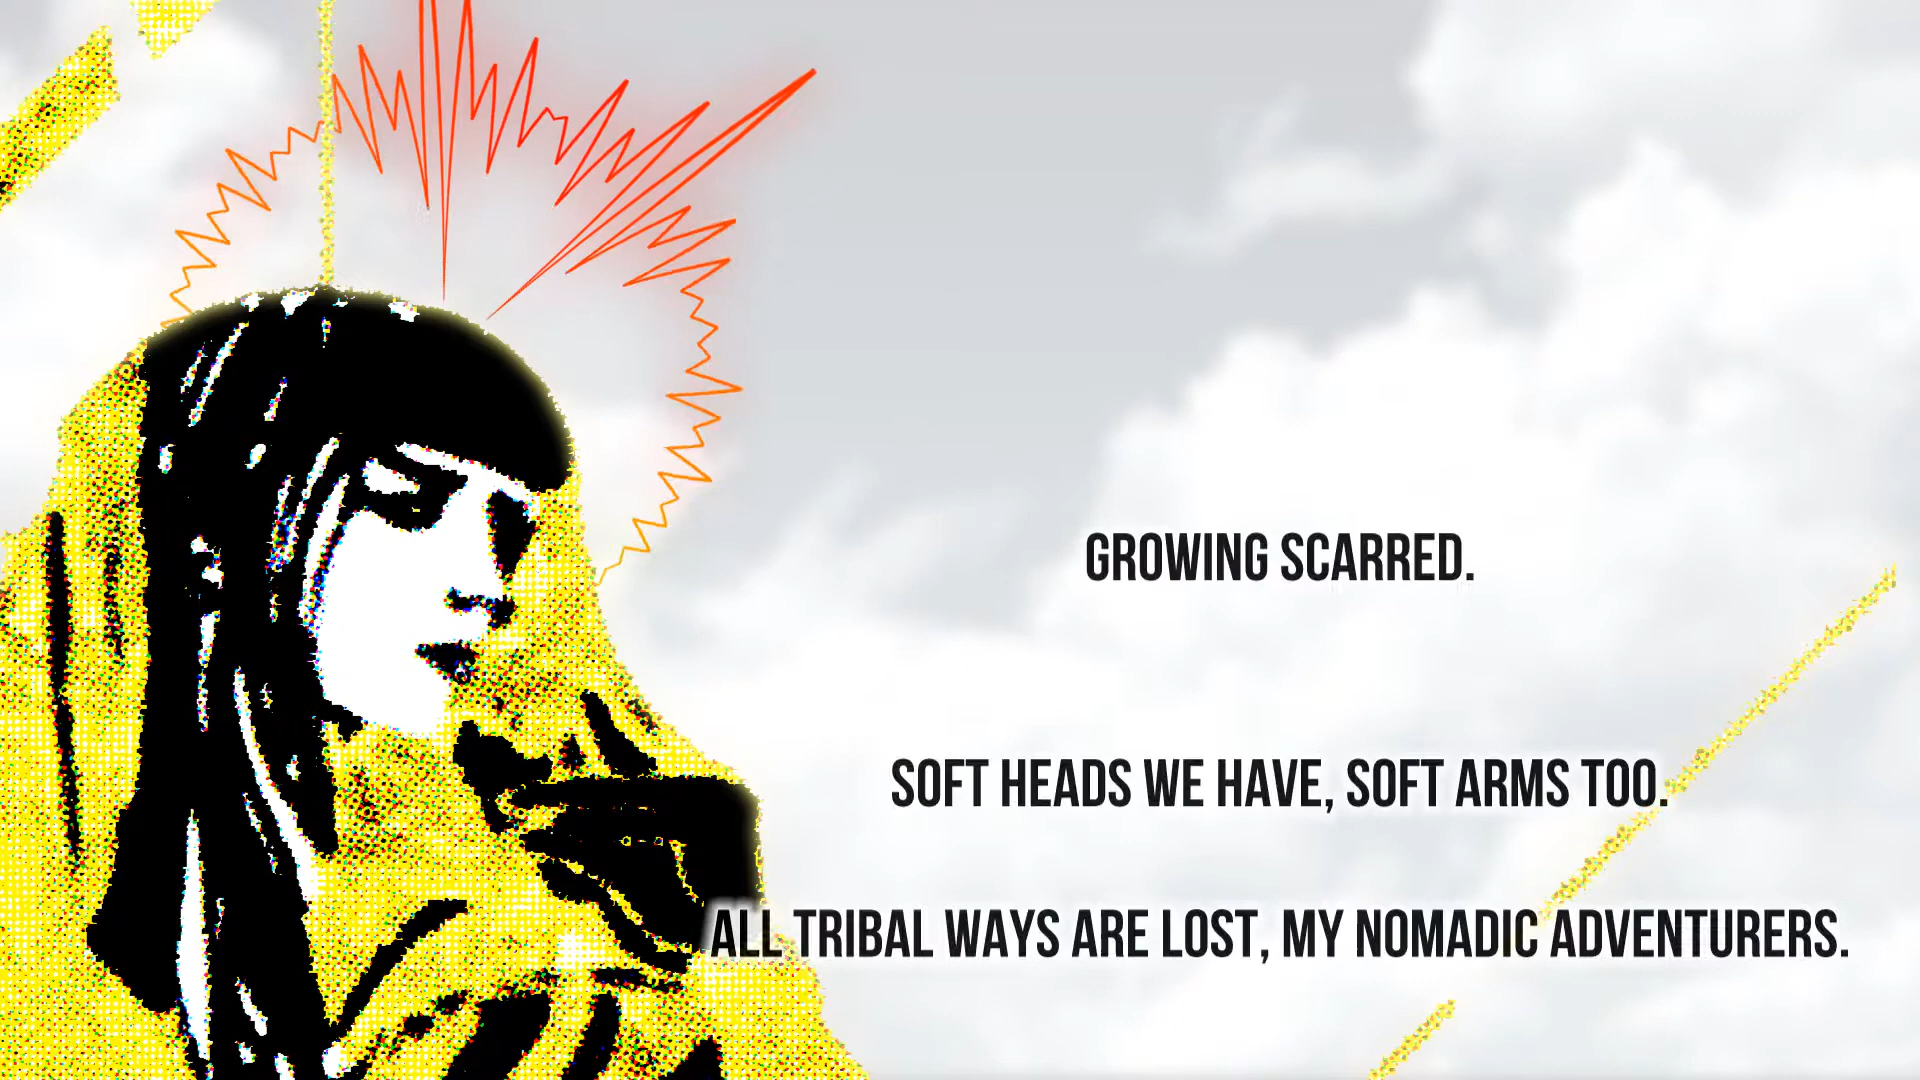 GROWING SCARRED.
SOFT HEADS WE HAVE, SOFT ARMS TOO.
ALL TRIBAL WAYS ARE LOST, MY NOMADIC ADVENTURERS.